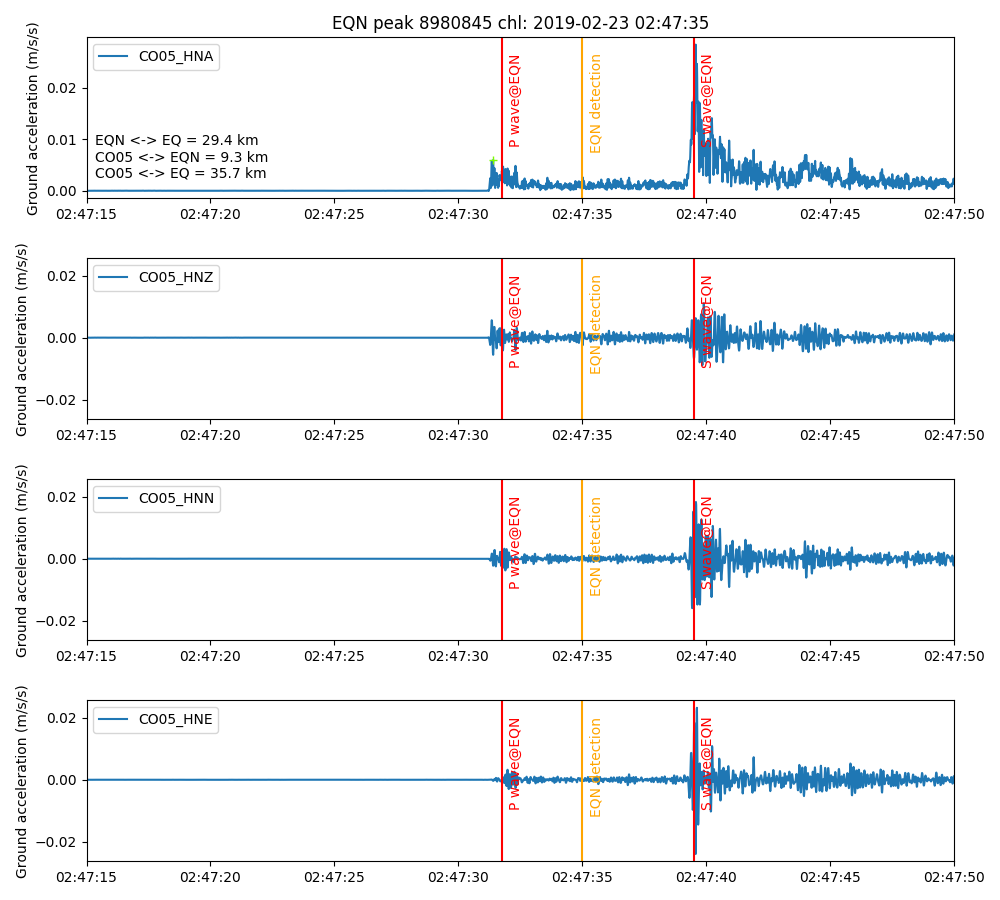 EQN peak 8980845 chl: 2019-02-23 02:47:35
Ground acceleration (m/s/s)
0.02
0.01
0.00
CO05_HNA
EQN <-> EQ = 29.4 km
CO05 <-> EQN = 9.3 km
CO05 <-> EQ = 35.7 km
P wave@EQN
EQN detection
S wave@EQN
02:47:15 02:47:20 02:47:25 02:47:30 02:47:35 02:47:40 02:47:45 02:47:50
Ground acceleration (m/s/s)
0.02
0.00
−0.02
CO05_HNZ
P wave@EQN
EQN detection
S wave@EQN
02:47:15 02:47:20 02:47:25 02:47:30 02:47:35 02:47:40 02:47:45 02:47:50
Ground acceleration (m/s/s)
0.02
0.00
−0.02
CO05_HNN
P wave@EQN
EQN detection
S wave@EQN
02:47:15 02:47:20 02:47:25 02:47:30 02:47:35 02:47:40 02:47:45 02:47:50
Ground acceleration (m/s/s)
0.02
0.00
−0.02
CO05_HNE
P wave@EQN
EQN detection
S wave@EQN
02:47:15 02:47:20 02:47:25 02:47:30 02:47:35 02:47:40 02:47:45 02:47:50